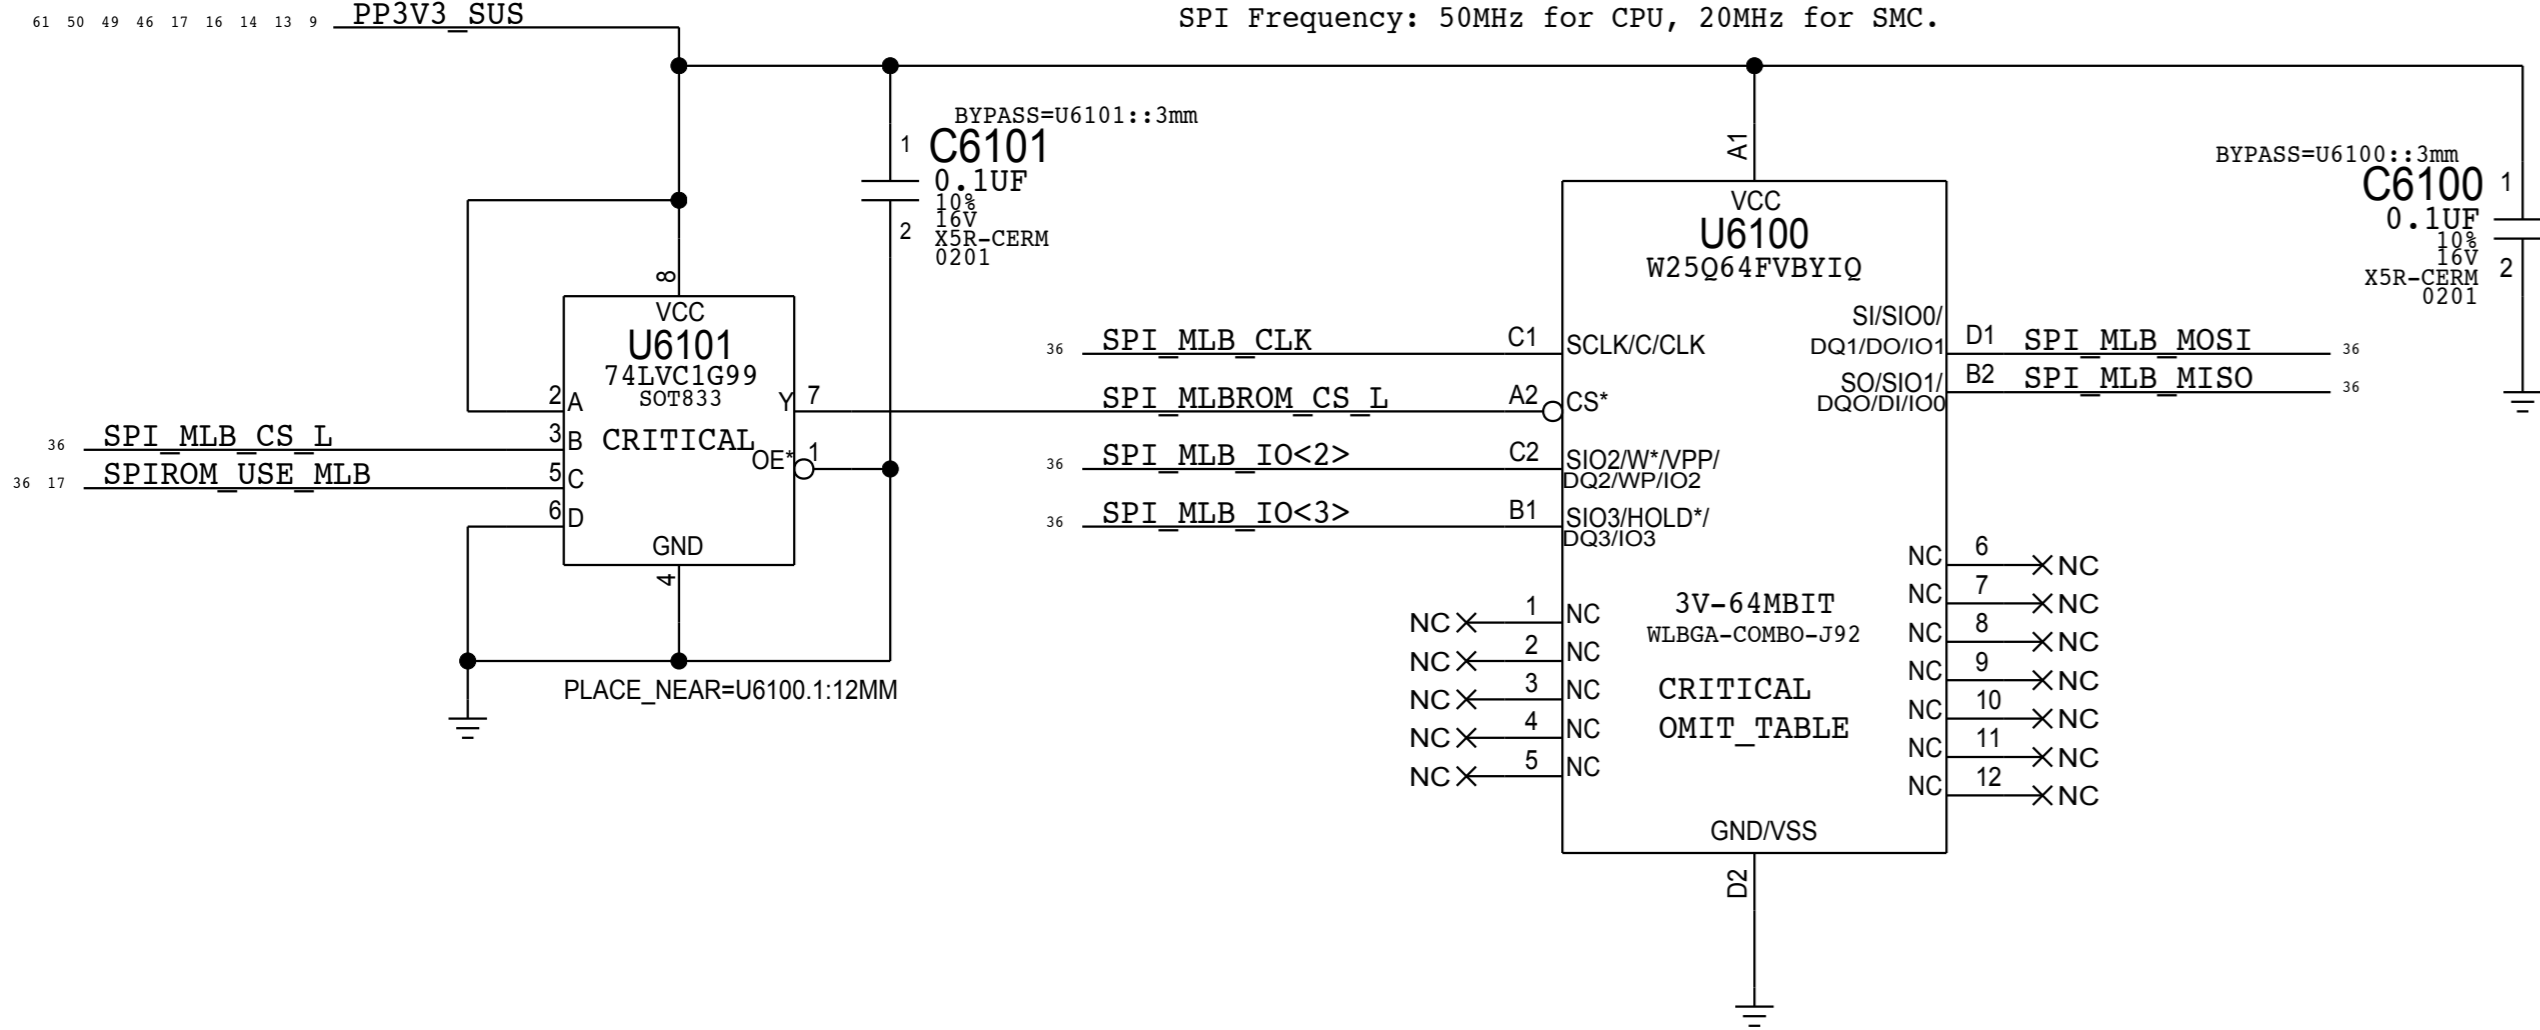 61 50 49 46 17 16 14 13 9 PP3V3_SUS
SPI Frequency: 50MHz for CPU, 20MHz for SMC.
BYPASS=U6101::3mm
1 C6101
0.1UF
10%
16V
2 X5R-CERM
0201
BYPASS=U6100::3mm
C6100 1
0.1UF
10%
16V
2
X5R-CERM
0201
8
VCC
U6101
74LVC1G99
SOT833
2 A
Y 7
36 SPI_MLB_CS_L 3 B
CRITICAL
OE* 1
36 17 SPIROM_USE_MLB 5 C
6 D
GND
4
PLACE_NEAR=U6100.1:12MM
A1
VCC
U6100
W25Q64FVBYIQ
36 SPI_MLB_CLK C1 SCLK/C/CLK
SPI_MLBROM_CS_L A2 CS*
36 SPI_MLB_IO<2> C2 SIO2/W*/VPP/
DQ2/WP/IO2
36 SPI_MLB_IO<3> B1 SIO3/HOLD*/
DQ3/IO3
SI/SIO0/
DQ1/DO/IO1 D1 SPI_MLB_MOSI 36
SO/SIO1/ B2 SPI_MLB_MISO 36
DQO/DI/IO0
3V-64MBIT
WLBGA-COMBO-J92
CRITICAL
OMIT_TABLE
NC 1 NC
NC 2 NC
NC 3 NC
NC 4 NC
NC 5 NC
NC 6 NC
NC 7 NC
NC 8 NC
NC 9 NC
NC 10 NC
NC 11 NC
NC 12 NC
GND/VSS
D2